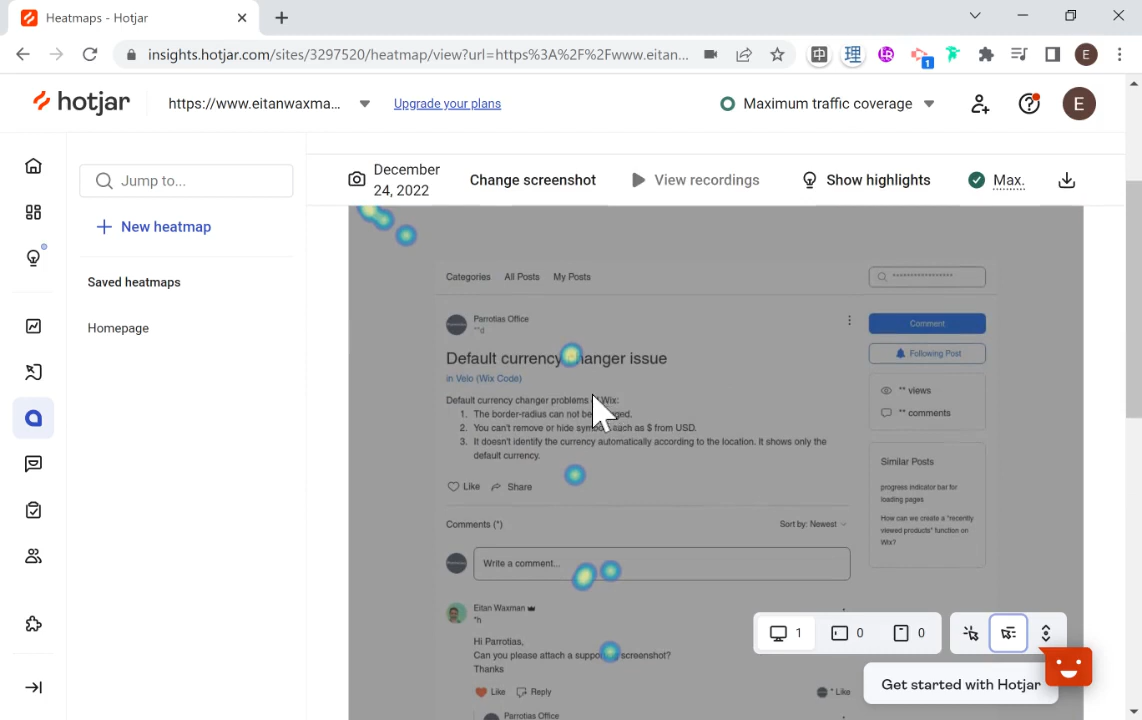 Heatmaps - Hotjar
insights.hotjar.com/sites/3297520/heatmap/view?url=https%3A%2F%2Fwww.eitan...
1
E
hotjar
https://www.eitanwaxma...
Upgrade your plans
Maximum traffic coverage
E
Jump to...
New heatmap
Saved heatmaps
Homepage
December
24, 2022
Change screenshot
View recordings
Show highlights
Max.
Categories
All Posts
My Posts
*****************
Parrotias Office
**d
Default currency changer issue
in Velo (Wix Code)
Default currency changer problems Wix:
1. The border-radius can not be
2. You can't remove or hide such as $ from USD.
3. It doesn't identify the currency automatically according to the location. It shows only the
default currency.
Like
Share
Comment
Following Post
** views
** comments
Similar Posts
progress indicator bar for
loading pages
How can we create a "recently
viewed products" function on
Wix?
Comments (*)
Sort by: Newest
Write a comment...
Eitan Waxman
*h
Hi Parrotias,
Can you please attach a screenshot?
Thanks
Like
Reply
* Like
Parrotias Office
1
0
0
Get started with Hotjar